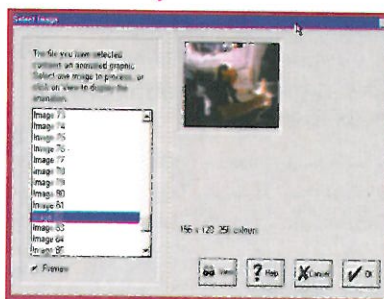 Select Image
The file you have selected
contains an animated graphic
Select one image to process, or
click on view to display the
animation.
Image 73
Image 74
Image 75
Image 76
Image 77
Image 78
Image 79
Image 80
Image 81
Image 83
Image 84
Image 85
Preview
156 x 120, 256 colours
View
Help
Cancel
OK